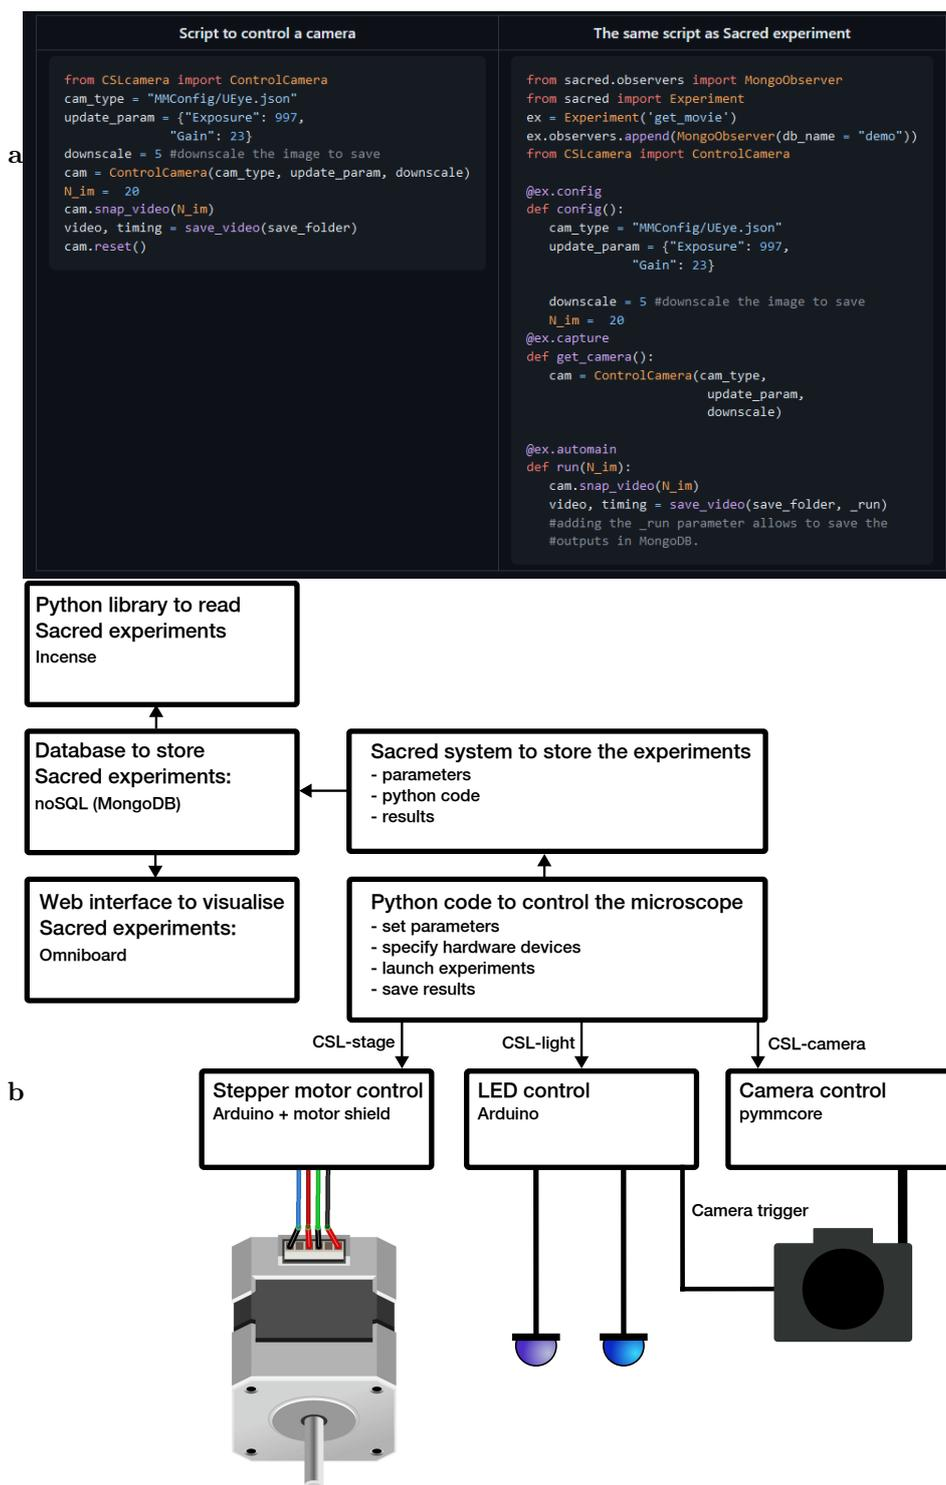 a
Script to control a camera
from CSLcamera import ControlCamera
cam_type = "MMConfig/UEye.json"
update_param = {"Exposure": 997,
"Gain": 23}
downscale = 5 #downscale the image to save
cam = ControlCamera(cam_type, update_param, downscale)
N_im =  20
cam.snap_video(N_im)
video, timing = save_video(save_folder)
cam.reset()
The same script as Sacred experiment
from sacred.observers import MongoObserver
from sacred import Experiment
ex = Experiment('get_movie')
ex.observers.append(MongoObserver(db_name = "demo"))
from CSLcamera import ControlCamera
@ex.config
def config():
cam_type = "MMConfig/UEye.json"
update_param = {"Exposure": 997,
"Gain": 23}
downscale = 5 #downscale the image to save
N_im =  20
@ex.capture
def get_camera():
cam = ControlCamera(cam_type,
update_param,
downscale)
@ex.automain
def run(N_im):
cam.snap_video(N_im)
video, timing = save_video(save_folder, _run)
#adding the _run parameter allows to save the
#outputs in MongoDB.
b
Python library to read
Sacred experiments
Incense
Database to store
Sacred experiments:
noSQL (MongoDB)
Sacred system to store the experiments
- parameters
- python code
- results
Web interface to visualise
Sacred experiments:
Omniboard
Python code to control the microscope
- set parameters
- specify hardware devices
- launch experiments
- save results
CSL-stage
CSL-light
CSL-camera
Stepper motor control
Arduino + motor shield
LED control
Arduino
Camera control
pymmcore
Camera trigger